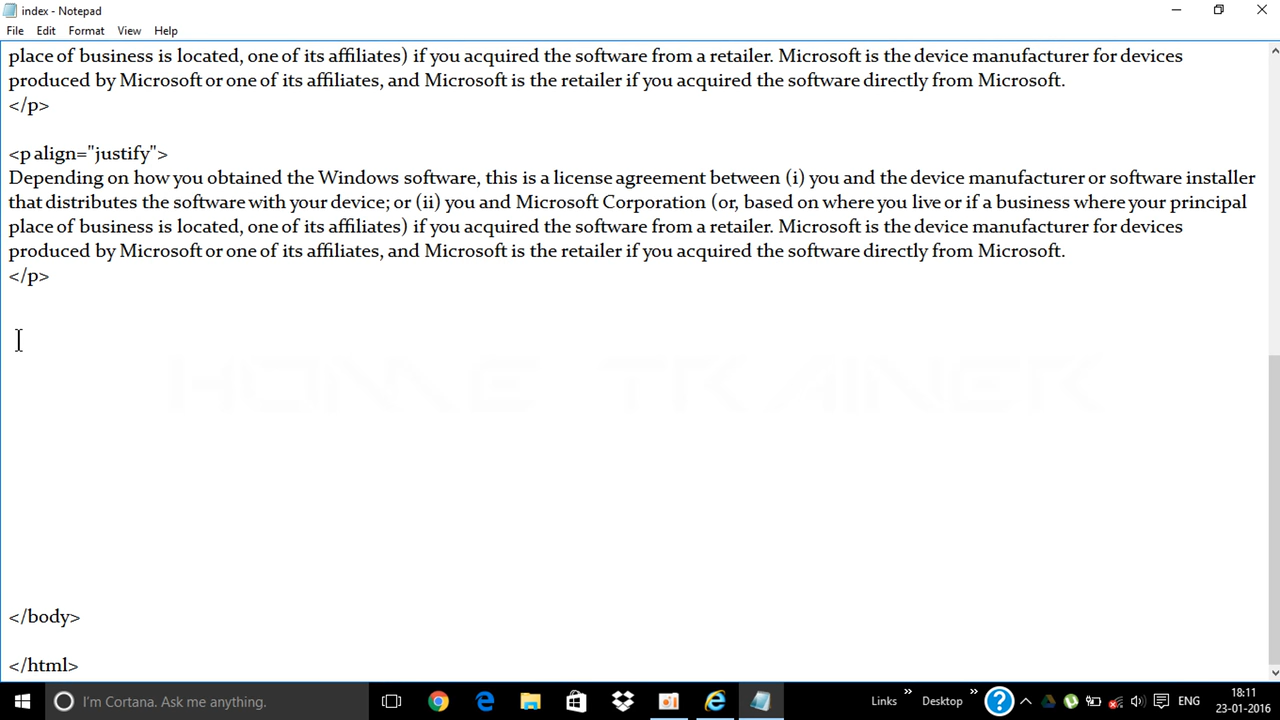 index - Notepad
File Edit Format View Help
place of business is located, one of its affiliates) if you acquired the software from a retailer. Microsoft is the device manufacturer for devices
produced by Microsoft or one of its affiliates, and Microsoft is the retailer if you acquired the software directly from Microsoft.
</p>
<p align="justify">
Depending on how you obtained the Windows software, this is a license agreement between (i) you and the device manufacturer or software installer
that distributes the software with your device; or (ii) you and Microsoft Corporation (or, based on where you live or if a business where your principal
place of business is located, one of its affiliates) if you acquired the software from a retailer. Microsoft is the device manufacturer for devices
produced by Microsoft or one of its affiliates, and Microsoft is the retailer if you acquired the software directly from Microsoft.
</p>
HOME TRAINER
</body>
</html>
I'm Cortana. Ask me anything.
Links » Desktop » ENG
18:11
23-01-2016